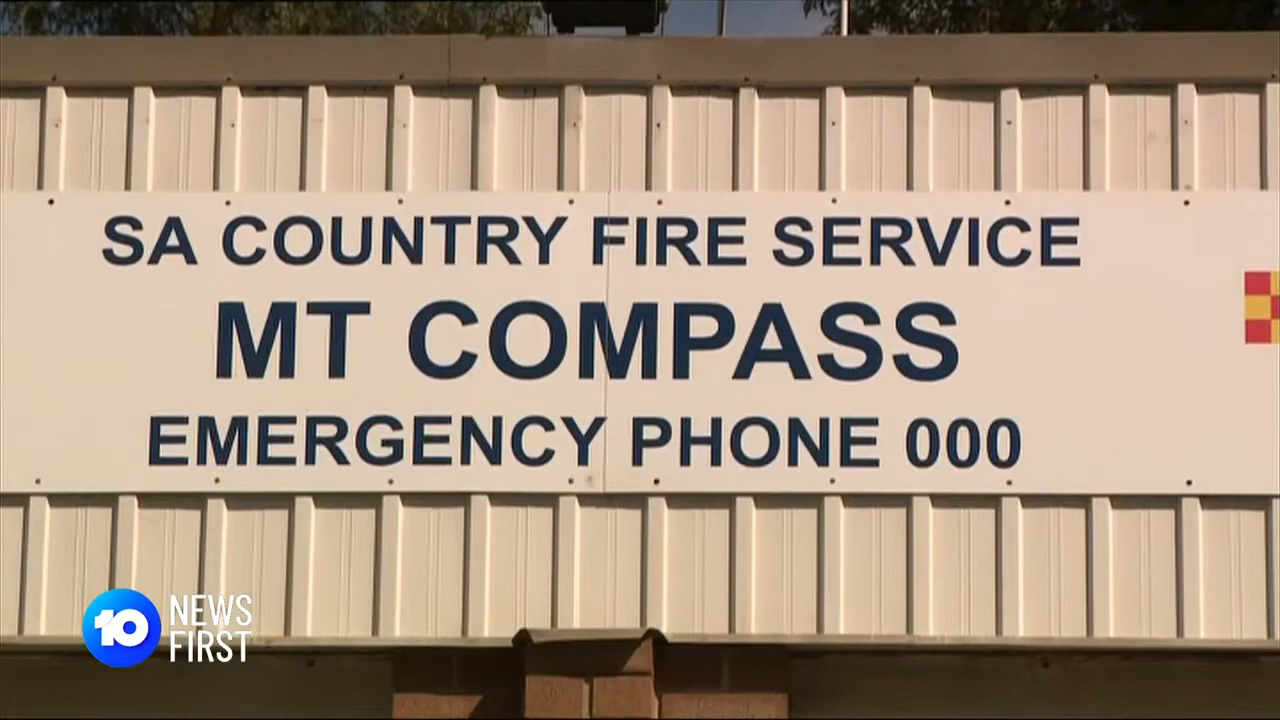 SA COUNTRY FIRE SERVICE
MT COMPASS
EMERGENCY PHONE 000
10 NEWS
FIRST